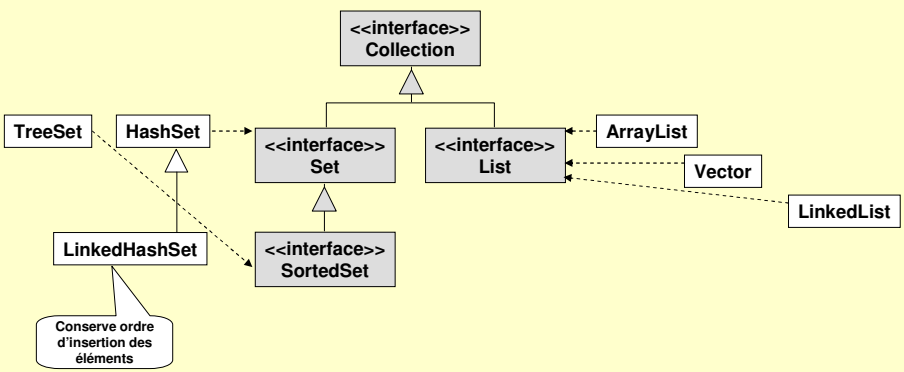 <<interface>>
Collection
TreeSet
HashSet
<<interface>>
Set
<<interface>>
List
ArrayList
Vector
LinkedList
LinkedHashSet
<<interface>>
SortedSet
Conserve ordre
d'insertion des
éléments